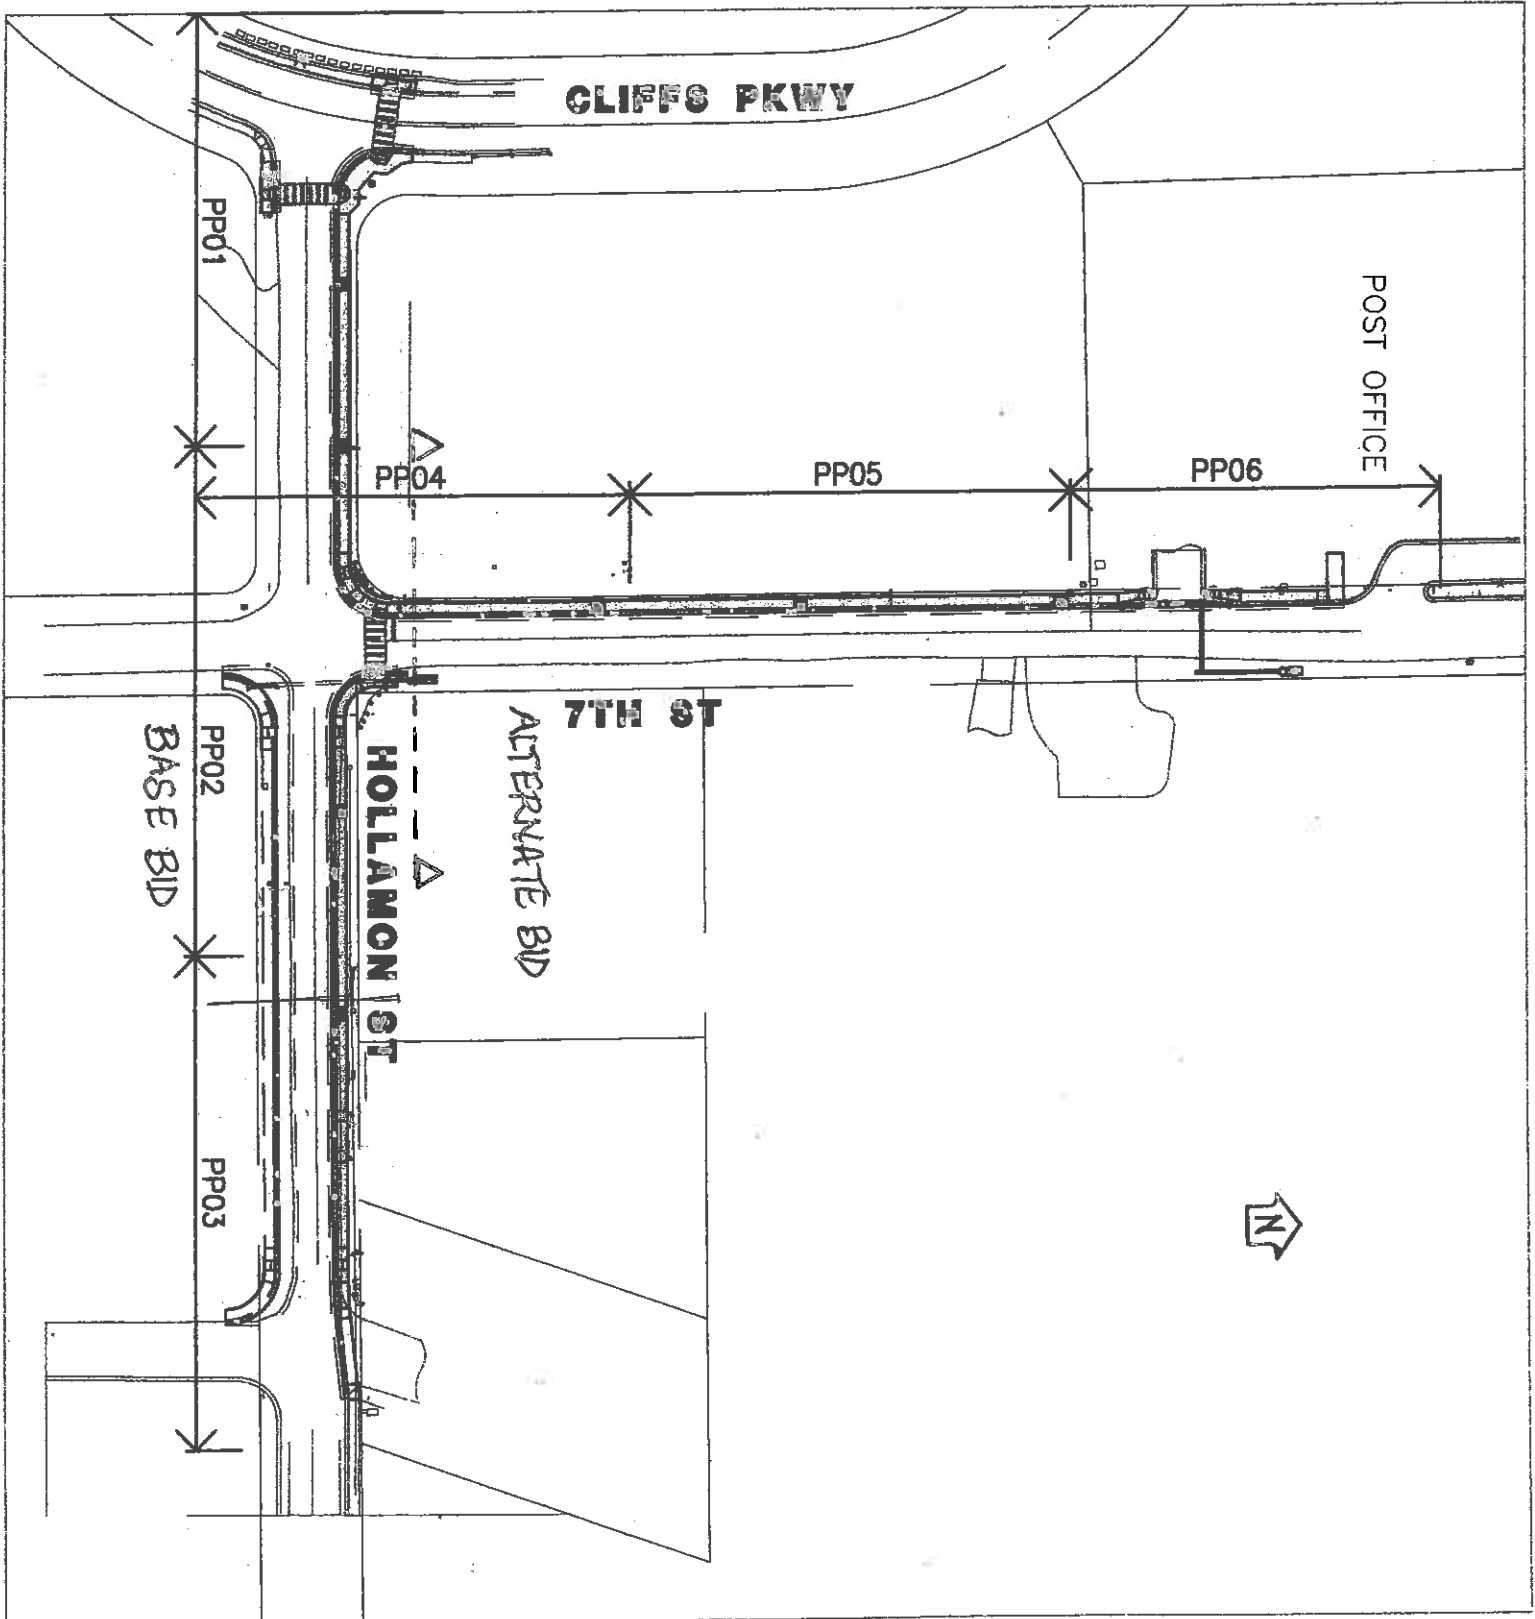 CLIFFS PKWY
PP01
POST OFFICE
PP04
PP05
PP06
7TH ST
PP02
BASE BID
HOLLAMON ST
ALTERNATE BID
PP03
N